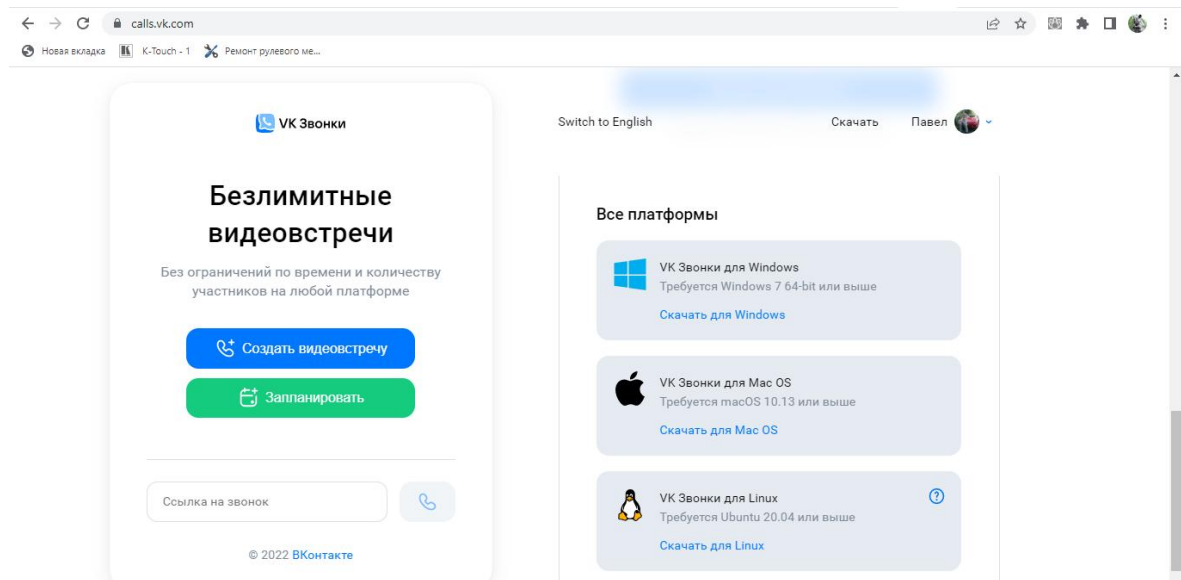 calls.vk.com
Новая вкладка K-Touch - 1 Ремонт рулевого ме...
VK Звонки
Безлимитные
видеовстречи
Без ограничений по времени и количеству
участников на любой платформе
Создать видеовстречу
Запланировать
Ссылка на звонок
© 2022 ВКонтакте
Switch to English Скачать Павел
Все платформы
VK Звонки для Windows
Требуется Windows 7 64-bit или выше
Скачать для Windows
VK Звонки для Mac OS
Требуется macOS 10.13 или выше
Скачать для Mac OS
VK Звонки для Linux
Требуется Ubuntu 20.04 или выше
Скачать для Linux